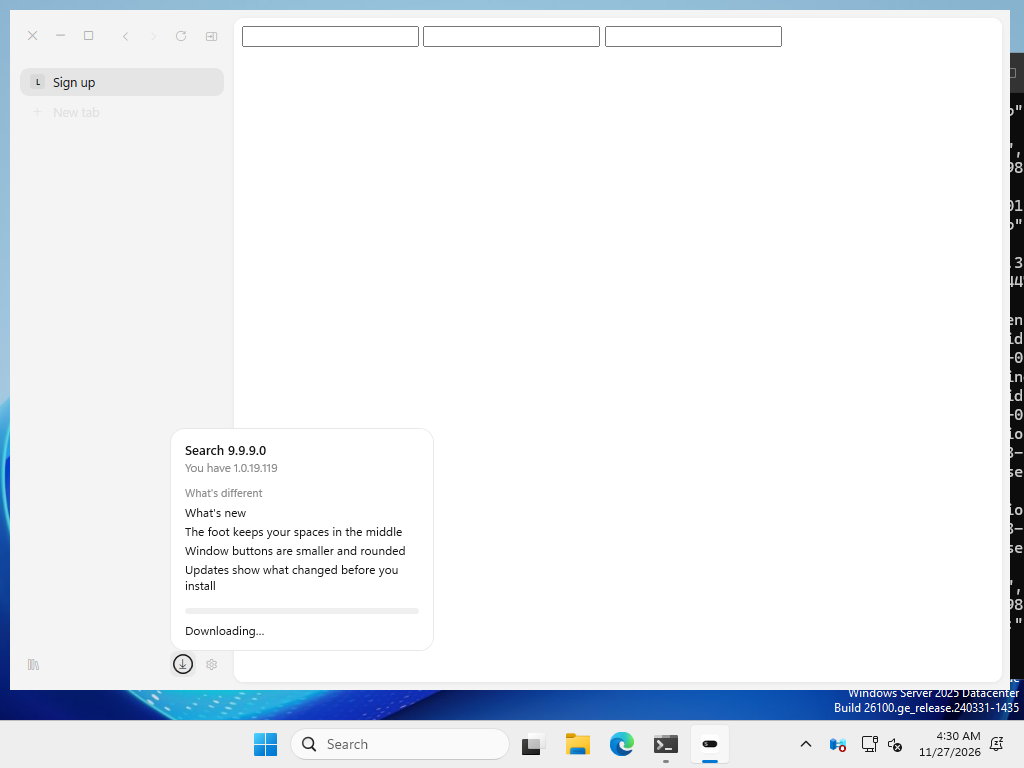 L Sign up
+ New tab
Search 9.9.9.0
You have 1.0.19.119
What's different
What's new
The foot keeps your spaces in the middle
Window buttons are smaller and rounded
Updates show what changed before you
install
Downloading...
Windows Server 2025 Datacenter
Build 26100.ge_release.240331-1435
Search
4:30 AM
11/27/2026